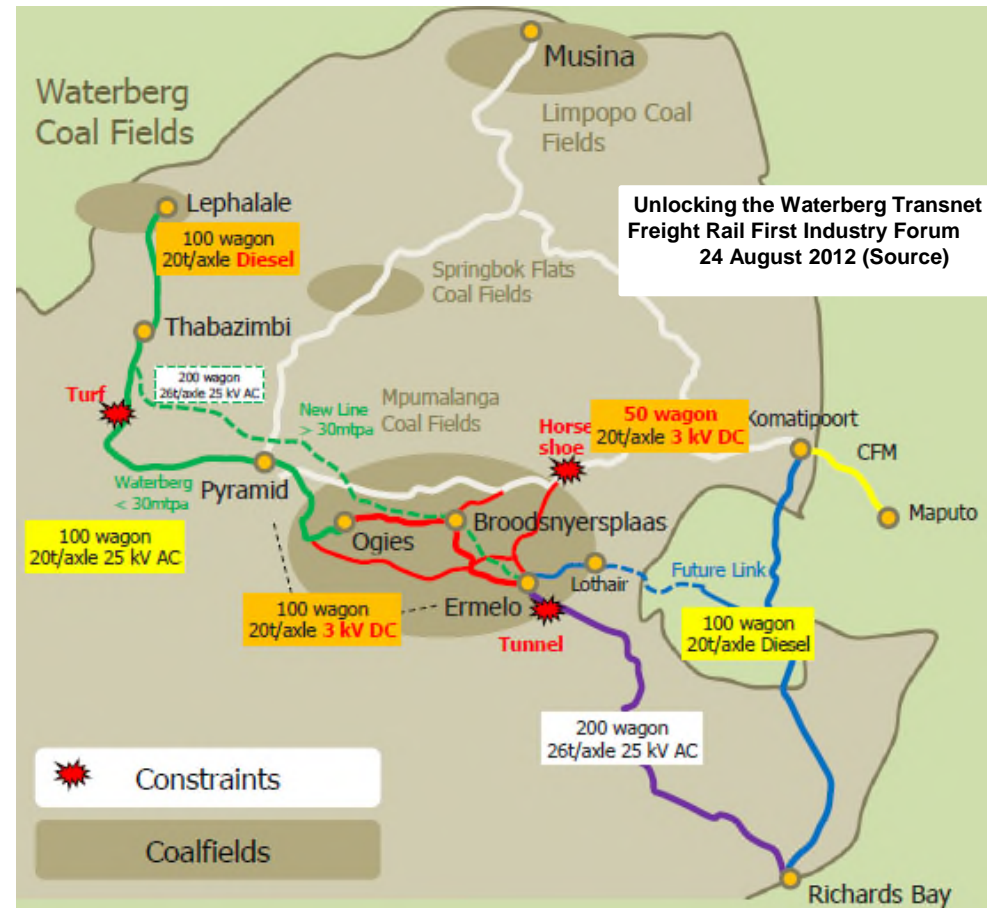 Musina
Waterberg
Coal Fields
Limpopo Coal
Fields
Lephalale
100 wagon
20t/axle Diesel
Unlocking the Waterberg Transnet
Freight Rail First Industry Forum
24 August 2012 (Source)
Springbok Flats
Coal Fields
Thabazimbi
200 wagon
26t/axle 25 kV AC
Turf
New Line
> 30mtpa
Mpumalanga
Coal Fields
Horse
shoe
50 wagon
20t/axle 3 kV DC
Komatipoort
CFM
Maputo
Waterberg
< 30mtpa
Pyramid
100 wagon
20t/axle 25 kV AC
Ogies
Broodsnyersplaas
Lothair
Future Link
Ermelo
100 wagon
20t/axle 3 kV DC
Tunnel
100 wagon
20t/axle Diesel
200 wagon
26t/axle 25 kV AC
Constraints
Coalfields
Richards Bay